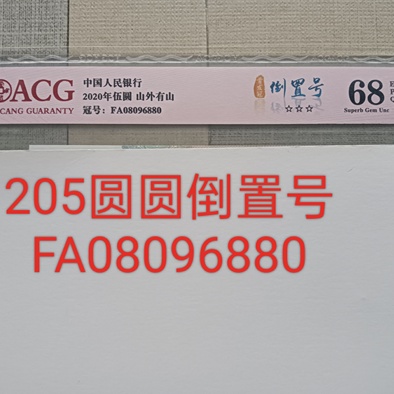 ACG
CANG GUARANTY
中国人民银行
2020年伍圆 山外有山
冠号: FA08096880
倒置号
☆☆☆
68
Superb Gem Unc
205圆圆倒置号
FA08096880